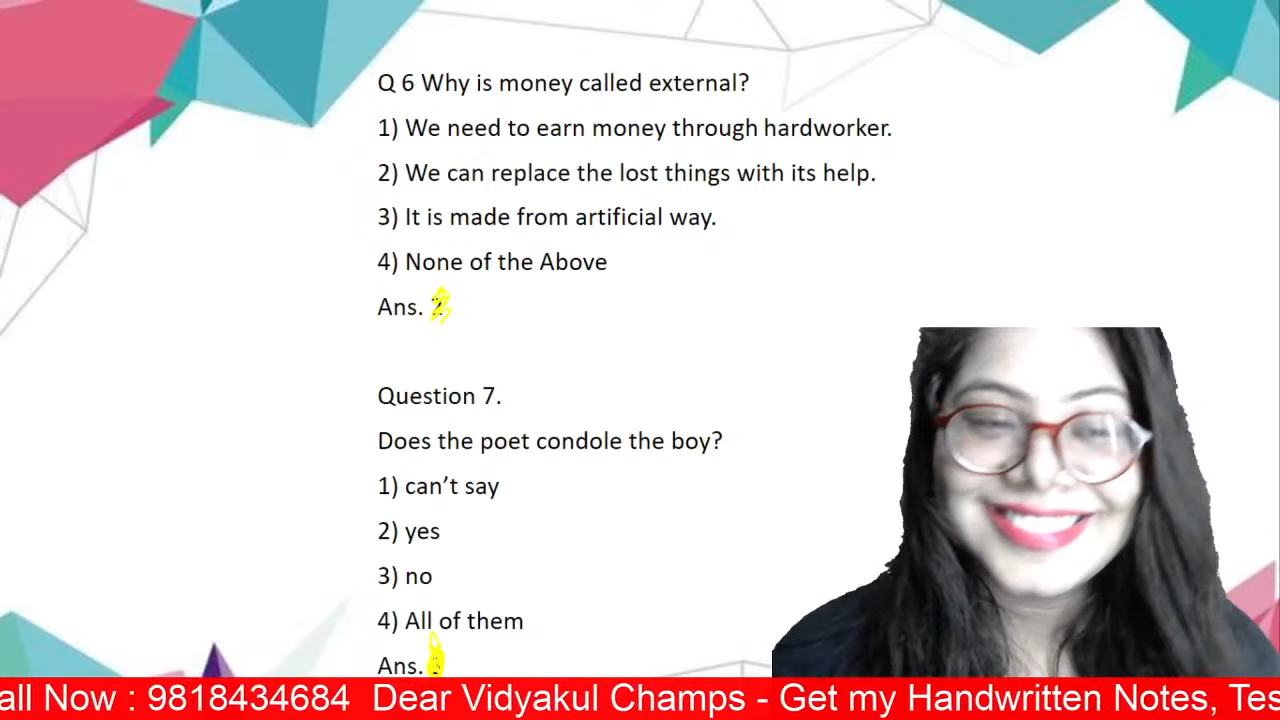 Q 6 Why is money called external?
1) We need to earn money through hardworker.
2) We can replace the lost things with its help.
3) It is made from artificial way.
4) None of the Above
Ans. 2
Question 7.
Does the poet condole the boy?
1) can’t say
2) yes
3) no
4) All of them
Ans.
all Now : 9818434684 Dear Vidyakul Champs - Get my Handwritten Notes, Tes